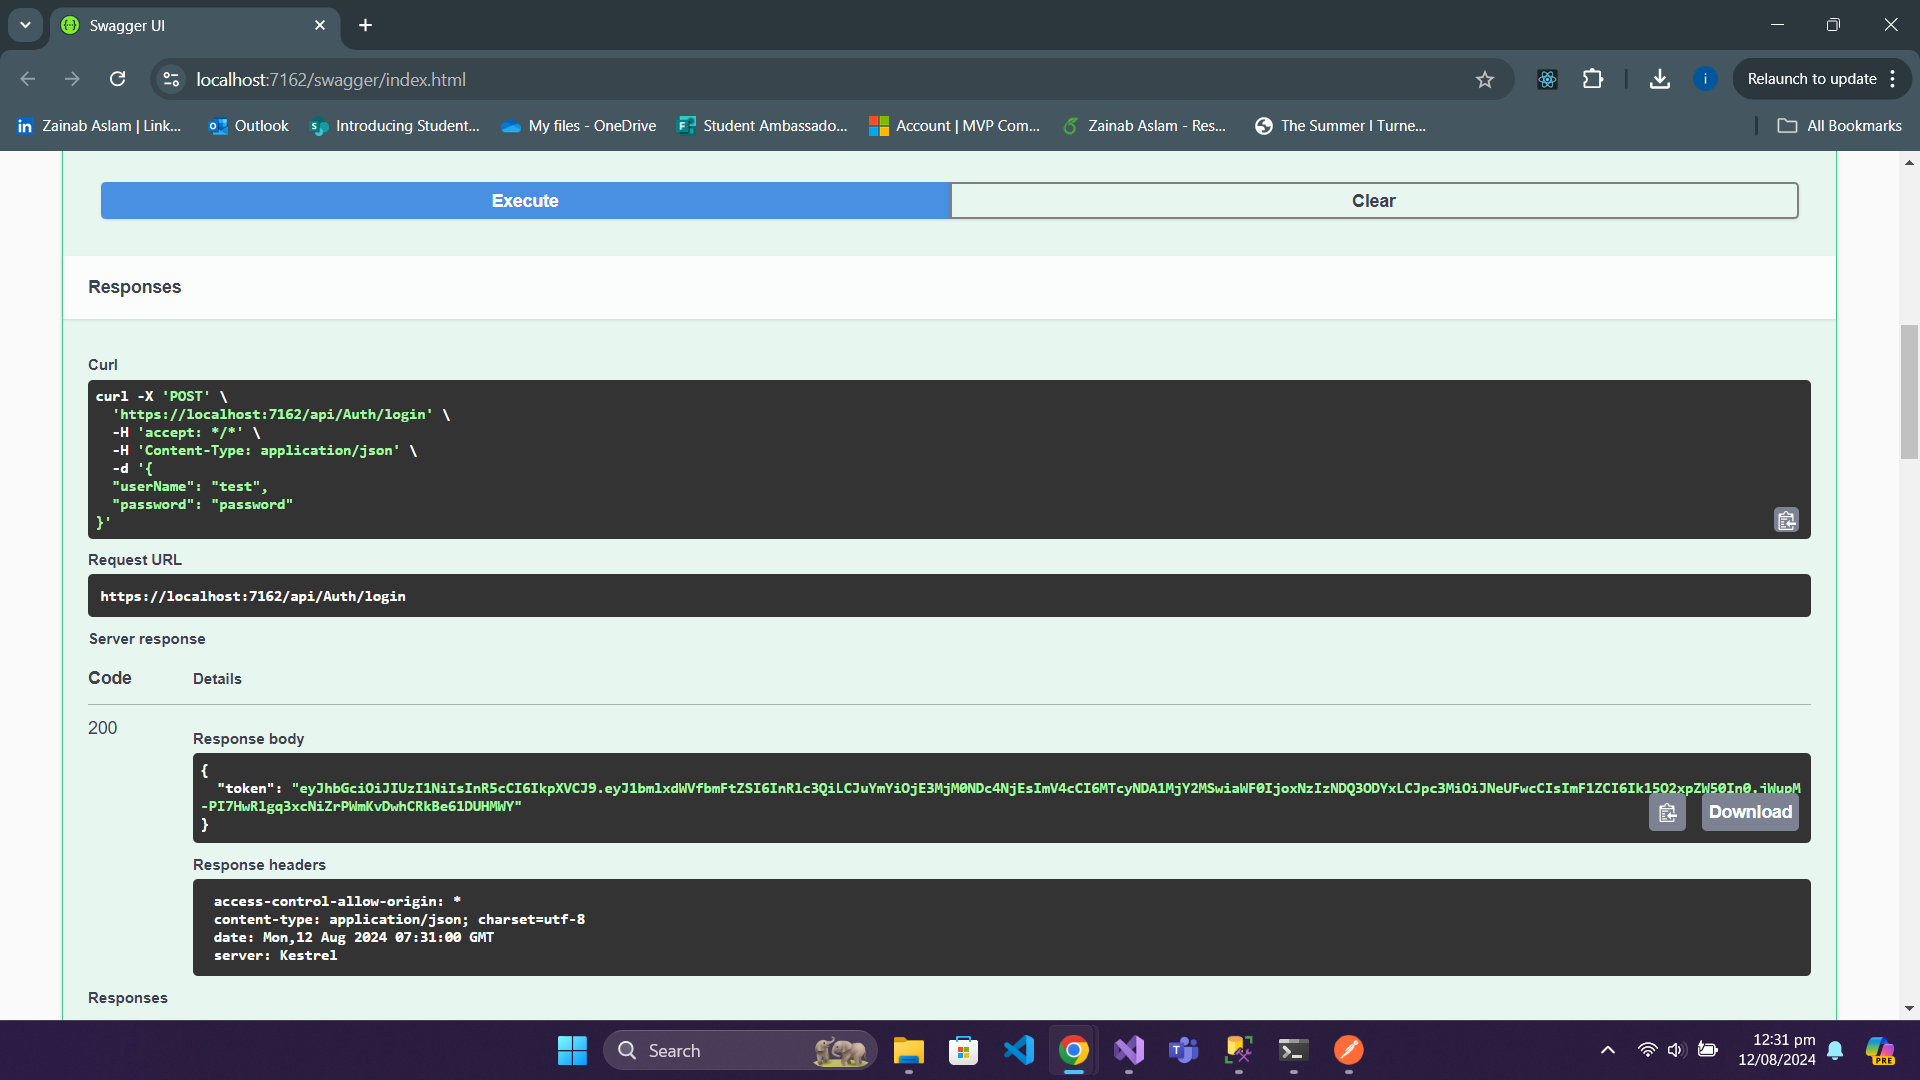 Swagger UI
localhost:7162/swagger/index.html
Relaunch to update
Zainab Aslam | Link...
Outlook
Introducing Student...
My files - OneDrive
Student Ambassado...
Account | MVP Com...
Zainab Aslam - Res...
The Summer I Turne...
All Bookmarks
Execute
Clear
Responses
Curl
curl -X 'POST' \
'https://localhost:7162/api/Auth/login' \
-H 'accept: */*' \
-H 'Content-Type: application/json' \
-d '{
"userName": "test",
"password": "password"
}'
Request URL
https://localhost:7162/api/Auth/login
Server response
Code
Details
200
Response body
{
"token":
}
Download
Response headers
access-control-allow-origin: *
content-type: application/json; charset=utf-8
date: Mon,12 Aug 2024 07:31:00 GMT
server: Kestrel
Responses
Search
12:31 pm
12/08/2024
PRE